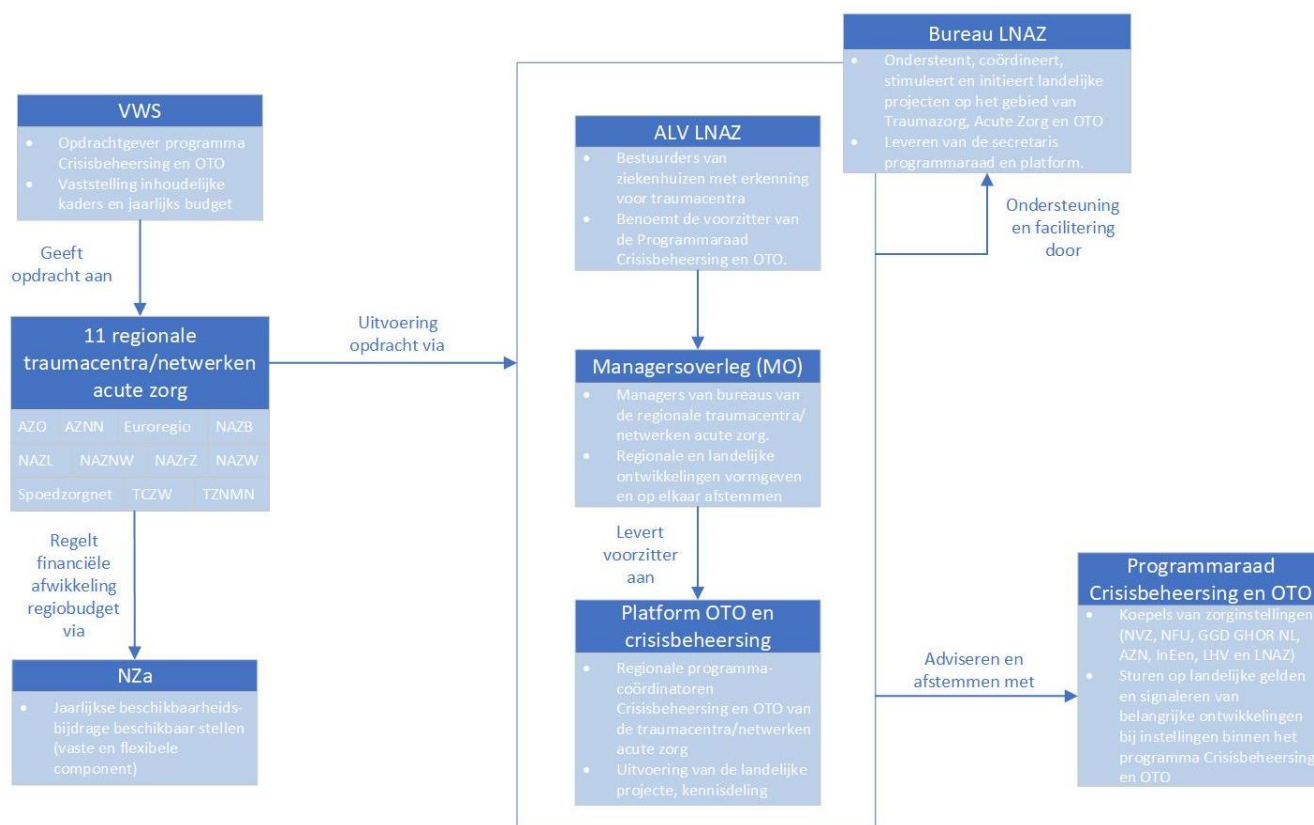 VWS
Opdrachtgever programma
Crisisbeheersing en OTO
Vaststelling inhoudelijke
kaders en jaarlijks budget
Geeft
opdracht aan
11 regionale
traumacentra/netwerken
acute zorg
AZO AZNN Euroregio NAZB
NAZL NAZNW NAZrZ NAZW
Spoedzorgnet TCZW TZNMN
Regelt
financiële
afwikkeling
regiobudget
via
NZa
Jaarlijkse beschikbaarheids-
bijdrage beschikbaar stellen
(vaste en flexibele
component)
Uitvoering
opdracht via
ALV LNAZ
Bestuurders van
ziekenhuizen met erkenning
voor traumacentra
Benoemt de voorzitter van
de Programmaraad
Crisisbeheersing en OTO.
Managersoverleg (MO)
Managers van bureaus van
de regionale traumacentra/
netwerken acute zorg.
Regionale en landelijke
ontwikkelingen vormgeven
en op elkaar afstemmen
Levert
voorzitter
aan
Platform OTO en
crisisbeheersing
Regionale programma-
coördinatoren
Crisisbeheersing en OTO van
de traumacentra/netwerken
acute zorg
Uitvoering van de landelijke
projecte, kennisdeling
Bureau LNAZ
Ondersteunt, coördineert,
stimuleert en initieert landelijke
projecten op het gebied van
Traumazorg, Acute Zorg en OTO
Leveren van de secretaris
programmaraad en platform.
Ondersteuning
en facilitering
door
Adviseren en
afstemmen met
Programmaraad
Crisisbeheersing en OTO
Koepels van zorginstellingen
(NVZ, NFU, GGD GHOR NL,
AZN, InEen, LHV en LNAZ)
Sturen op landelijke gelden
en signaleren van
belangrijke ontwikkelingen
bij instellingen binnen het
programma Crisisbeheersing
en OTO